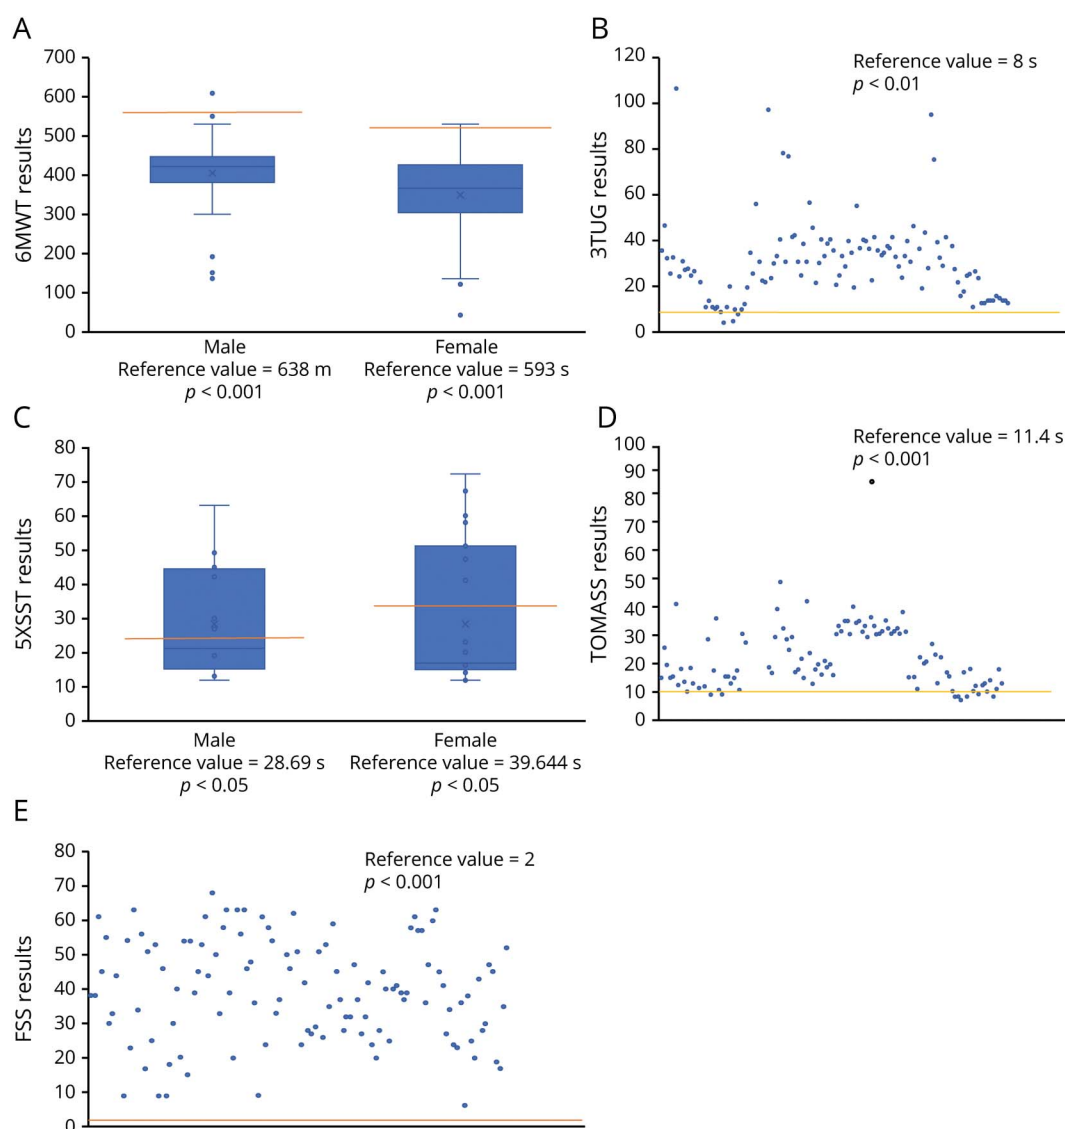 A
700
600
500
400
300
200
100
0
6MWT results
Male
Reference value = 638 m
p < 0.001
Female
Reference value = 593 s
p < 0.001
B
120
100
80
60
40
20
0
3TUG results
Reference value = 8 s
p < 0.01
C
80
70
60
50
40
30
20
10
0
5XSST results
Male
Reference value = 28.69 s
p < 0.05
Female
Reference value = 39.644 s
p < 0.05
D
100
90
80
70
60
50
40
30
20
10
0
TOMASS results
Reference value = 11.4 s
p < 0.001
E
80
70
60
50
40
30
20
10
0
FSS results
Reference value = 2
p < 0.001